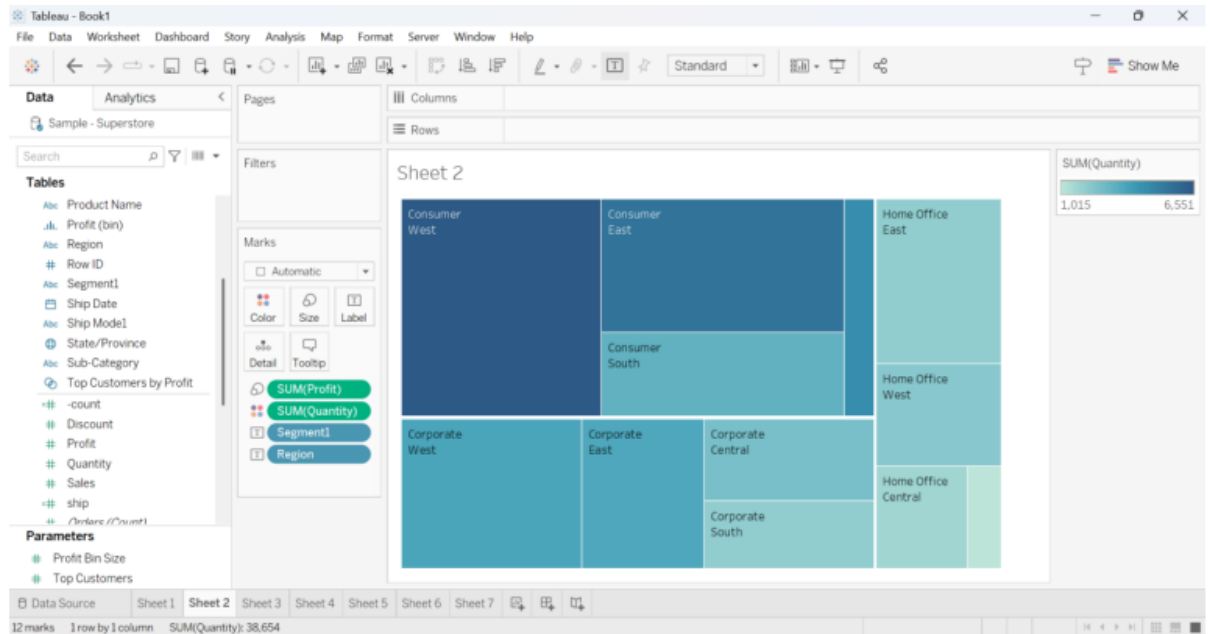 Tableau - Book1
File Data Worksheet Dashboard Story Analysis Map Format Server Window Help
Standard
Show Me
Data Analytics
Sample - Superstore
Search
Tables
Abc Product Name
Profit (bin)
Abc Region
# Row ID
Abc Segment1
Ship Date
Abc Ship Mode1
State/Province
Abc Sub-Category
Top Customers by Profit
=# -count
# Discount
# Profit
# Quantity
# Sales
=# ship
# Orders (Count)
Parameters
# Profit Bin Size
# Top Customers
Pages
Filters
Marks
Automatic
Color Size Label
Detail Tooltip
SUM(Profit)
SUM(Quantity)
T Segment1
T Region
Columns
Rows
Sheet 2
Consumer
West
Consumer
East
Consumer
South
Corporate
West
Corporate
East
Corporate
Central
Corporate
South
Home Office
East
Home Office
West
Home Office
Central
SUM(Quantity)
1,015 6,551
Data Source Sheet 1 Sheet 2 Sheet 3 Sheet 4 Sheet 5 Sheet 6 Sheet 7
12 marks 1 row by 1 column SUM(Quantity): 38,654